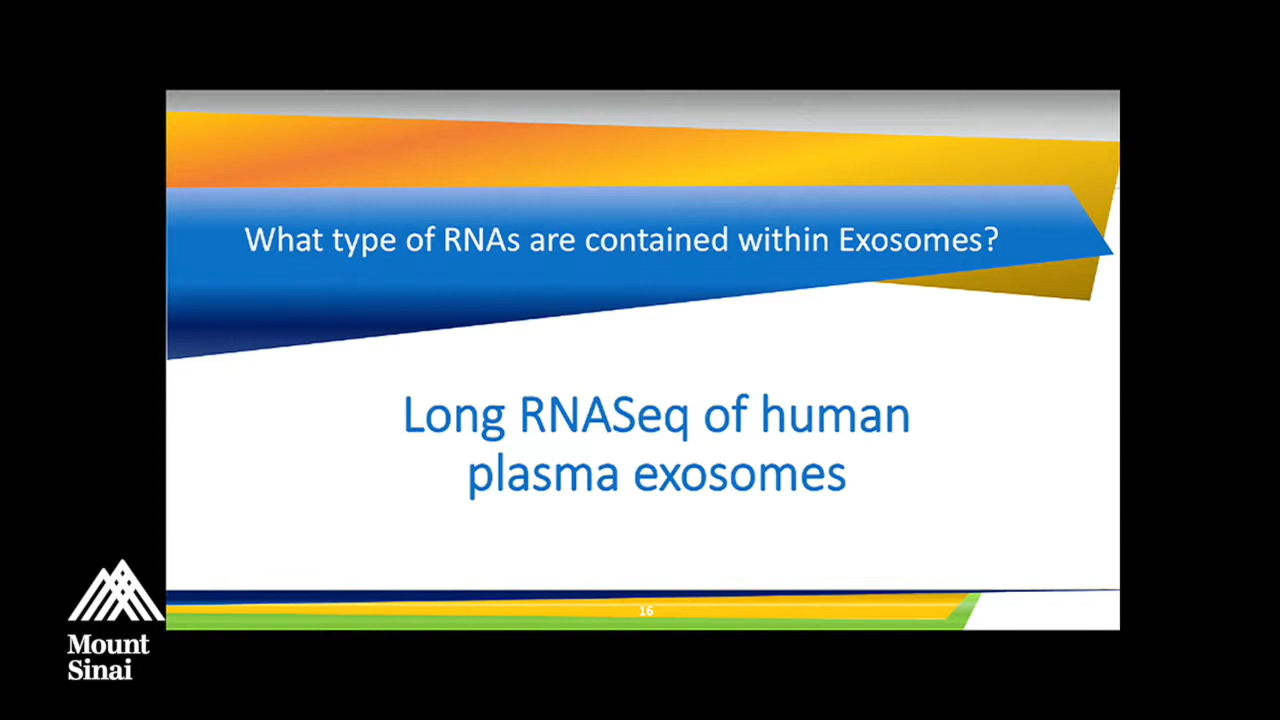 What type of RNAs are contained within Exosomes?
Long RNASeq of human
plasma exosomes
16
Mount
Sinai